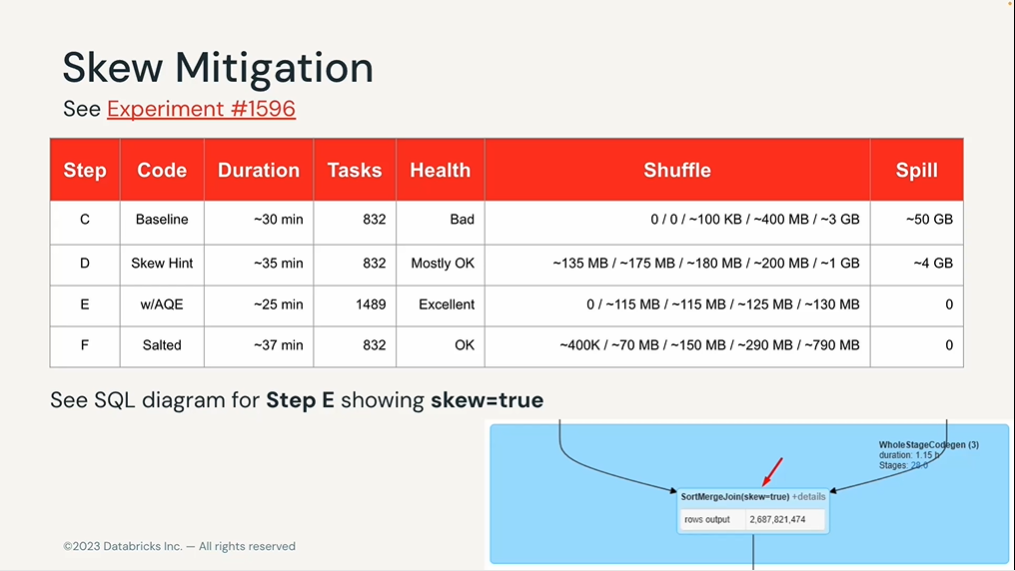 Skew Mitigation
See Experiment #1596
Step Code Duration Tasks Health Shuffle Spill
C Baseline ~30 min 832 Bad 0 / 0 / ~100 KB / ~400 MB / ~3 GB ~50 GB
D Skew Hint ~35 min 832 Mostly OK ~135 MB / ~175 MB / ~180 MB / ~200 MB / ~1 GB ~4 GB
E w/AQE ~25 min 1489 Excellent 0 / ~115 MB / ~115 MB / ~125 MB / ~130 MB 0
F Salted ~37 min 832 OK ~400K / ~70 MB / ~150 MB / ~290 MB / ~790 MB 0
See SQL diagram for Step E showing skew=true
WholeStageCodegen (3)
duration: 1.15 h
Stages: 28.0
SortMergeJoin(skew=true) +details
rows output 2,687,821,474
©2023 Databricks Inc. — All rights reserved